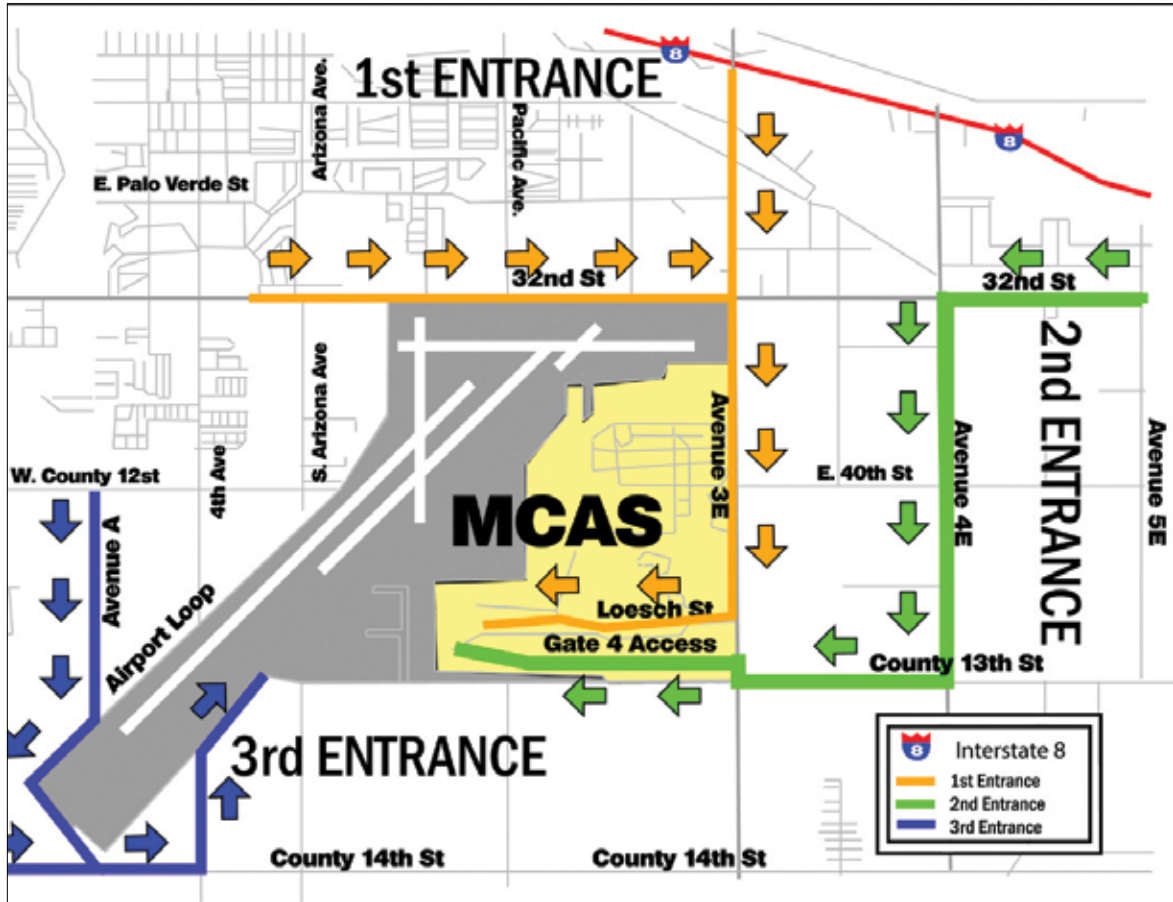 8
1st ENTRANCE
Arizona Ave.
Pacific Ave.
8
E. Palo Verde St
32nd St
32nd St
2nd ENTRANCE
W. County 12st
Avenue A
4th Ave
S. Arizona Ave
MCAS
Avenue 3E
E. 40th St
Avenue 4E
Avenue 5E
Airport Loop
Loesch St
Gate 4 Access
County 13th St
3rd ENTRANCE
8 Interstate 8
1st Entrance
2nd Entrance
3rd Entrance
County 14th St
County 14th St